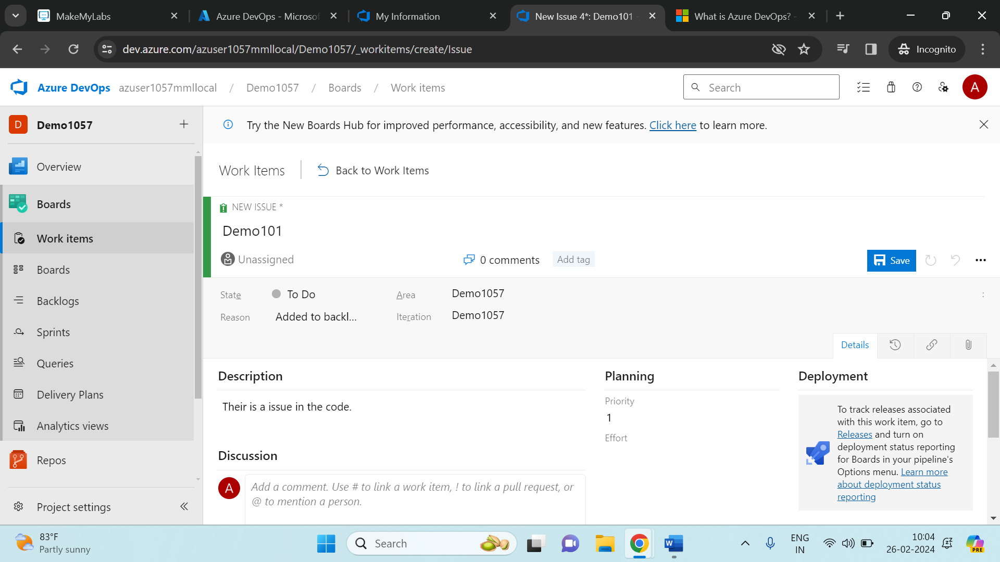 MakeMyLabs
Azure DevOps - Microsof
My Information
New Issue 4*: Demo101 -
What is Azure DevOps? -
dev.azure.com/azuser1057mmllocal/Demo1057/_workitems/create/Issue
Incognito
Azure DevOps azuser1057mmllocal / Demo1057 / Boards / Work items
Search
A
D Demo1057
Try the New Boards Hub for improved performance, accessibility, and new features. Click here to learn more.
Overview
Boards
Work items
Boards
Backlogs
Sprints
Queries
Delivery Plans
Analytics views
Repos
Project settings
Work Items
Back to Work Items
NEW ISSUE *
Demo101
Unassigned
0 comments
Add tag
Save
State
To Do
Area
Demo1057
Reason
Added to backl...
Iteration
Demo1057
Details
Description
Their is a issue in the code.
Discussion
A
Add a comment. Use # to link a work item, ! to link a pull request, or
@ to mention a person.
Planning
Priority
1
Effort
Deployment
To track releases associated
with this work item, go to
Releases and turn on
deployment status reporting
for Boards in your pipeline's
Options menu. Learn more
about deployment status
reporting
83°F
Partly sunny
Search
W
ENG
IN
10:04
26-02-2024
PRE